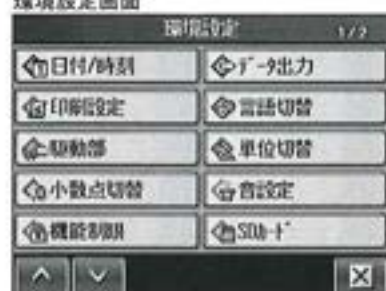 環境設定画面
環境設定 1/2
日付/時刻 データ出力
印刷設定 言語切替
駆動部 単位切替
小数点切替 音設定
機能制限 SDカード